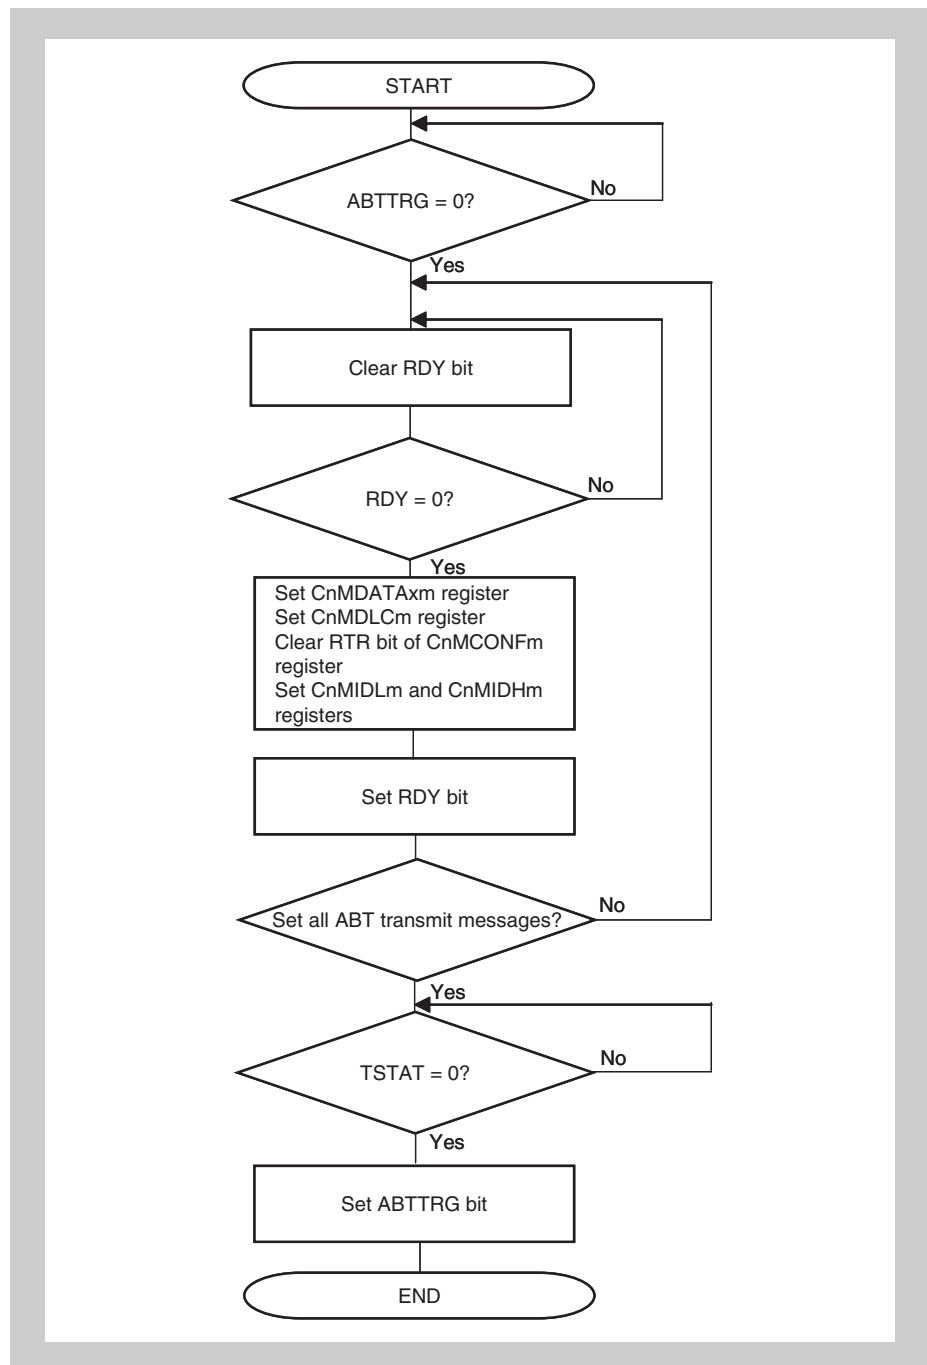 START
ABTTRG = 0?
No
Yes
Clear RDY bit
RDY = 0?
No
Yes
Set CnMDATAxm register
Set CnMDLCm register
Clear RTR bit of CnMCONFm
register
Set CnMIDLm and CnMIDHm
registers
Set RDY bit
Set all ABT transmit messages?
No
Yes
TSTAT = 0?
No
Yes
Set ABTTRG bit
END